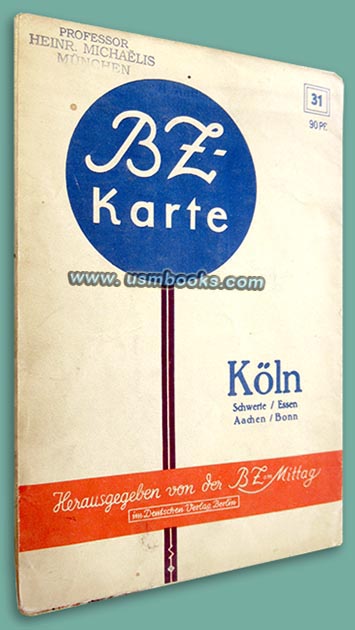 PROFESSOR
HEINR. MICHAËLIS
MÜNCHEN
31
90 Pf.
BZ-
Karte
www.usmbooks.com
Köln
Schwerte / Essen
Aachen / Bonn
Herausgegeben von der BZ am Mittag
im Deutschen Verlag Berlin